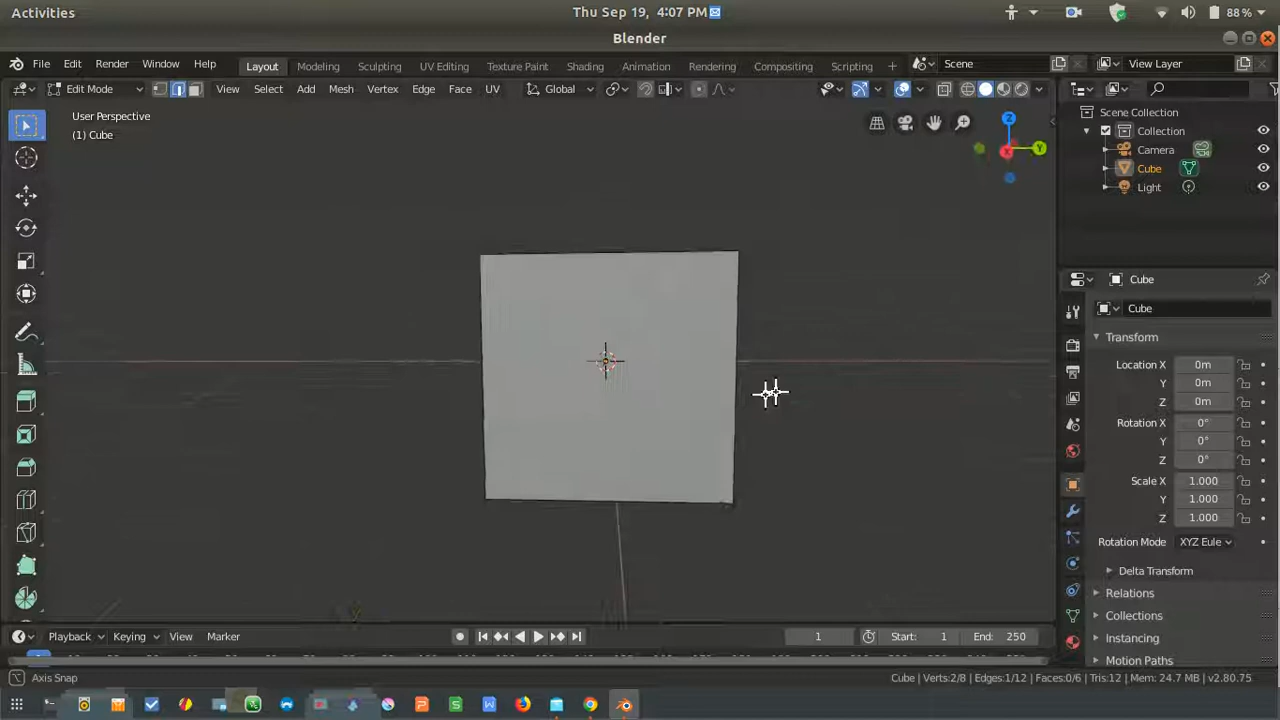 Activities
Thu Sep 19, 4:07 PM
88 %
Blender
File Edit Render Window Help
Layout Modeling Sculpting UV Editing Texture Paint Shading Animation Rendering Compositing Scripting +
Scene
View Layer
Edit Mode
View Select Add Mesh Vertex Edge Face UV
Global
User Perspective
(1) Cube
Z
Y
X
Scene Collection
Collection
Camera
Cube
Light
Cube
Cube
Transform
Location X 0m
Y 0m
Z 0m
Rotation X 0°
Y 0°
Z 0°
Scale X 1.000
Y 1.000
Z 1.000
Rotation Mode XYZ Eule
Delta Transform
Relations
Collections
Instancing
Motion Paths
Playback Keying View Marker
1
Start: 1
End: 250
Axis Snap
Cube | Verts:2/8 | Edges:1/12 | Faces:0/6 | Tris:12 | Mem: 24.7 MB | v2.80.75